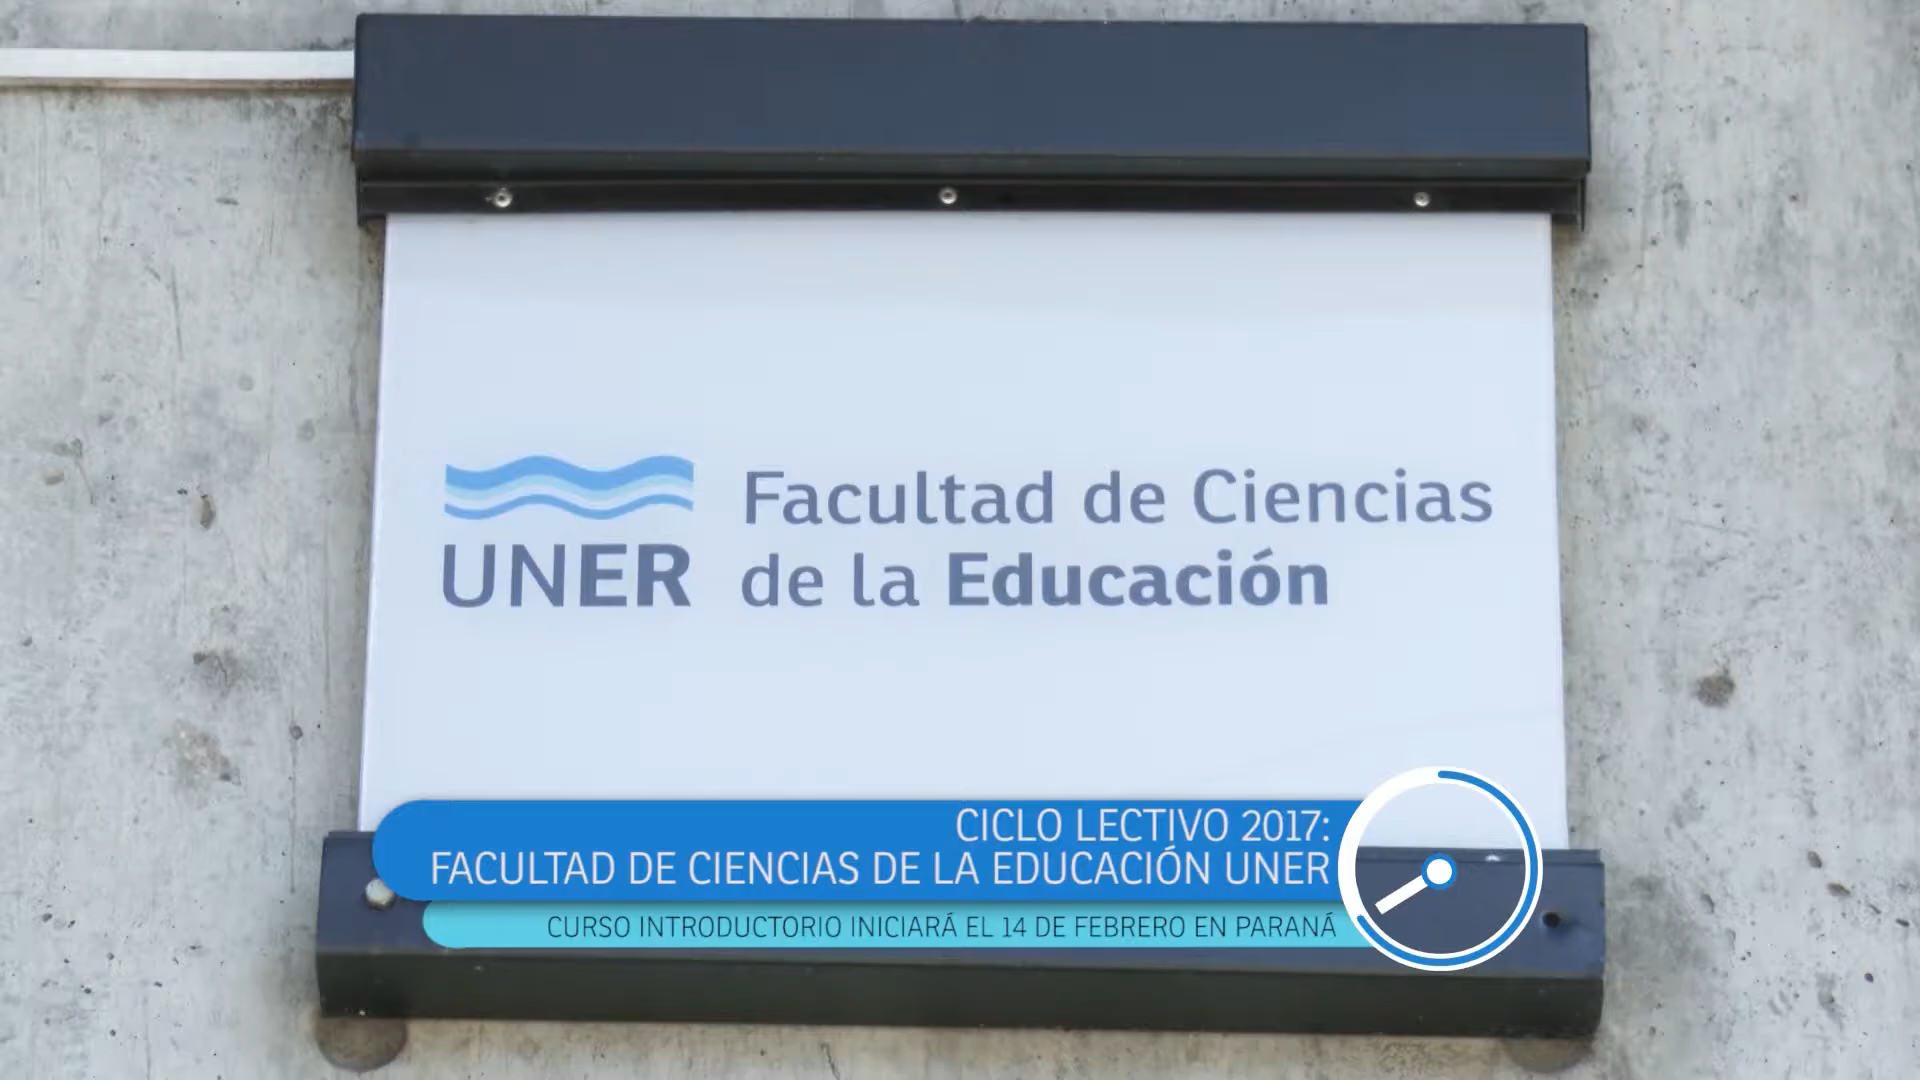 UNER
Facultad de Ciencias
de la Educación
CICLO LECTIVO 2017:
FACULTAD DE CIENCIAS DE LA EDUCACIÓN UNER
CURSO INTRODUCTORIO INICIARÁ EL 14 DE FEBRERO EN PARANÁ